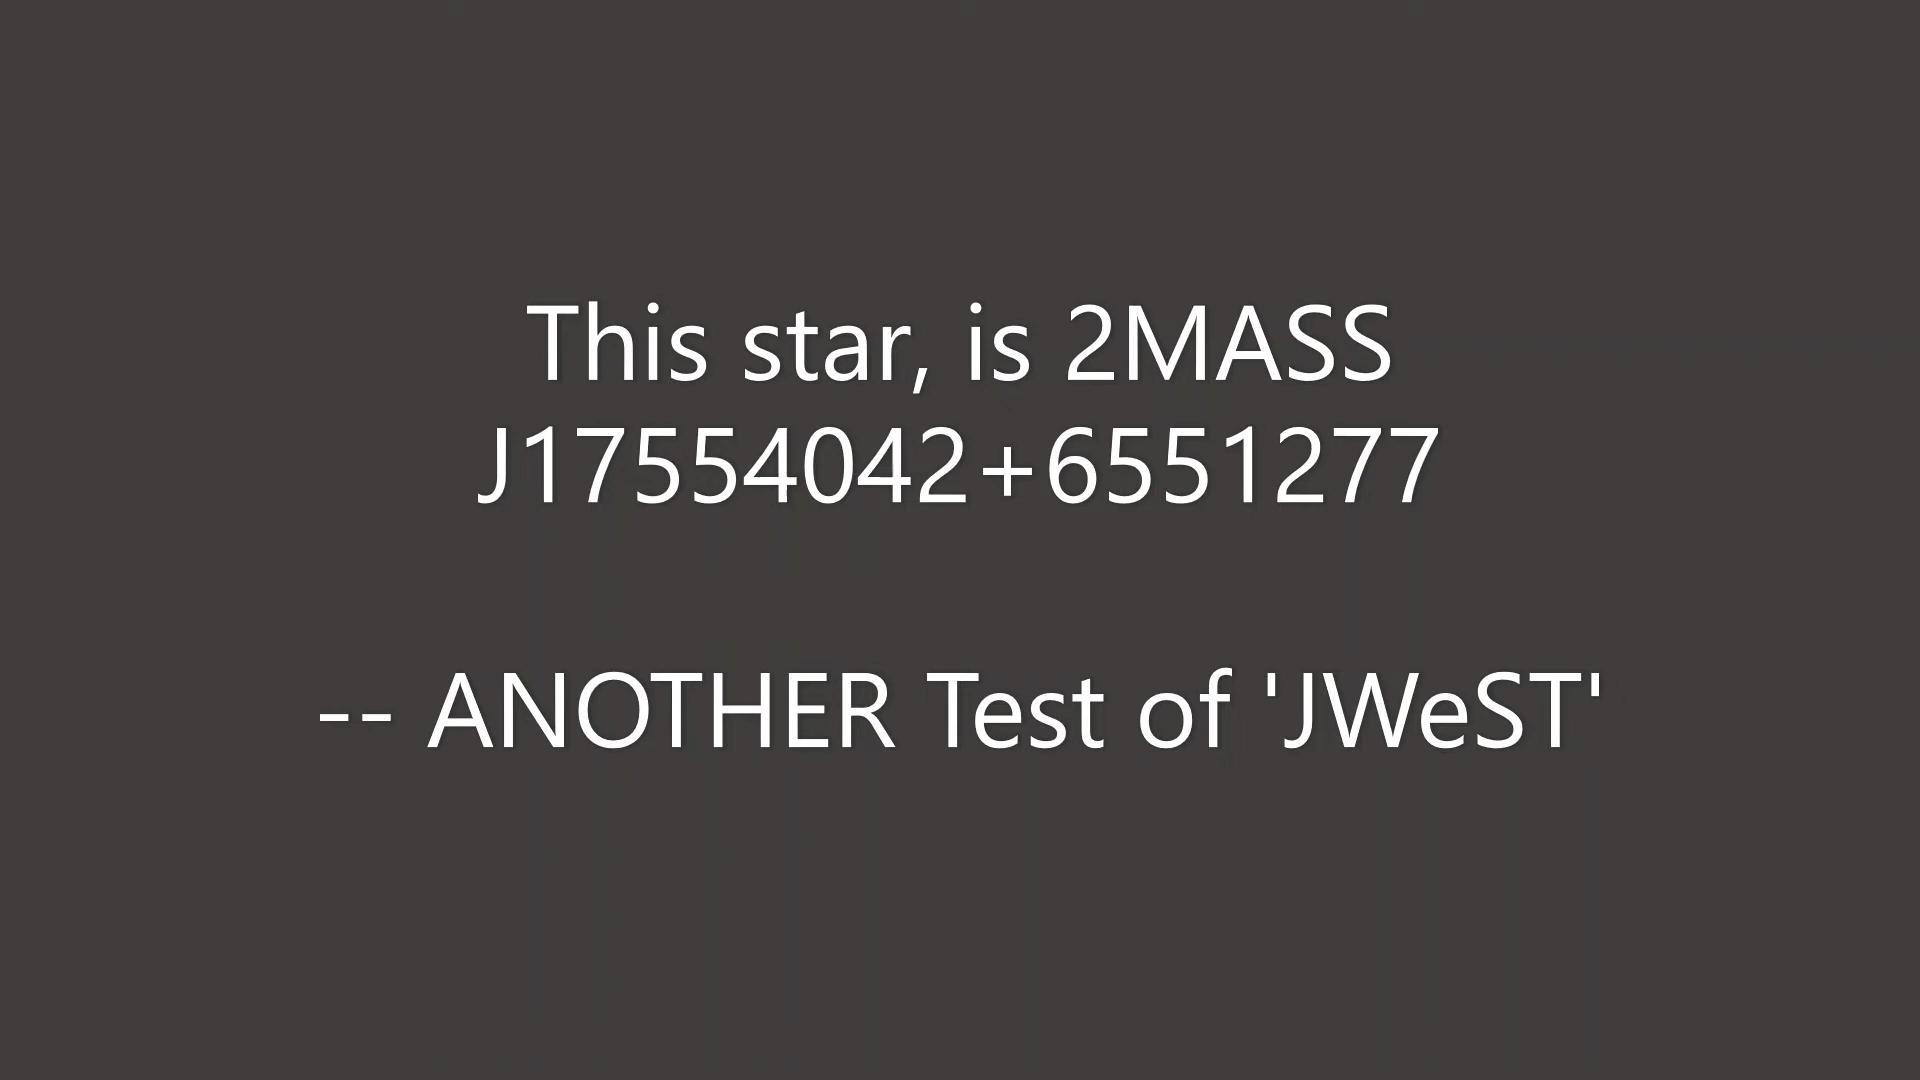 This star, is 2MASS
J17554042+6551277
-- ANOTHER Test of 'JWeST'